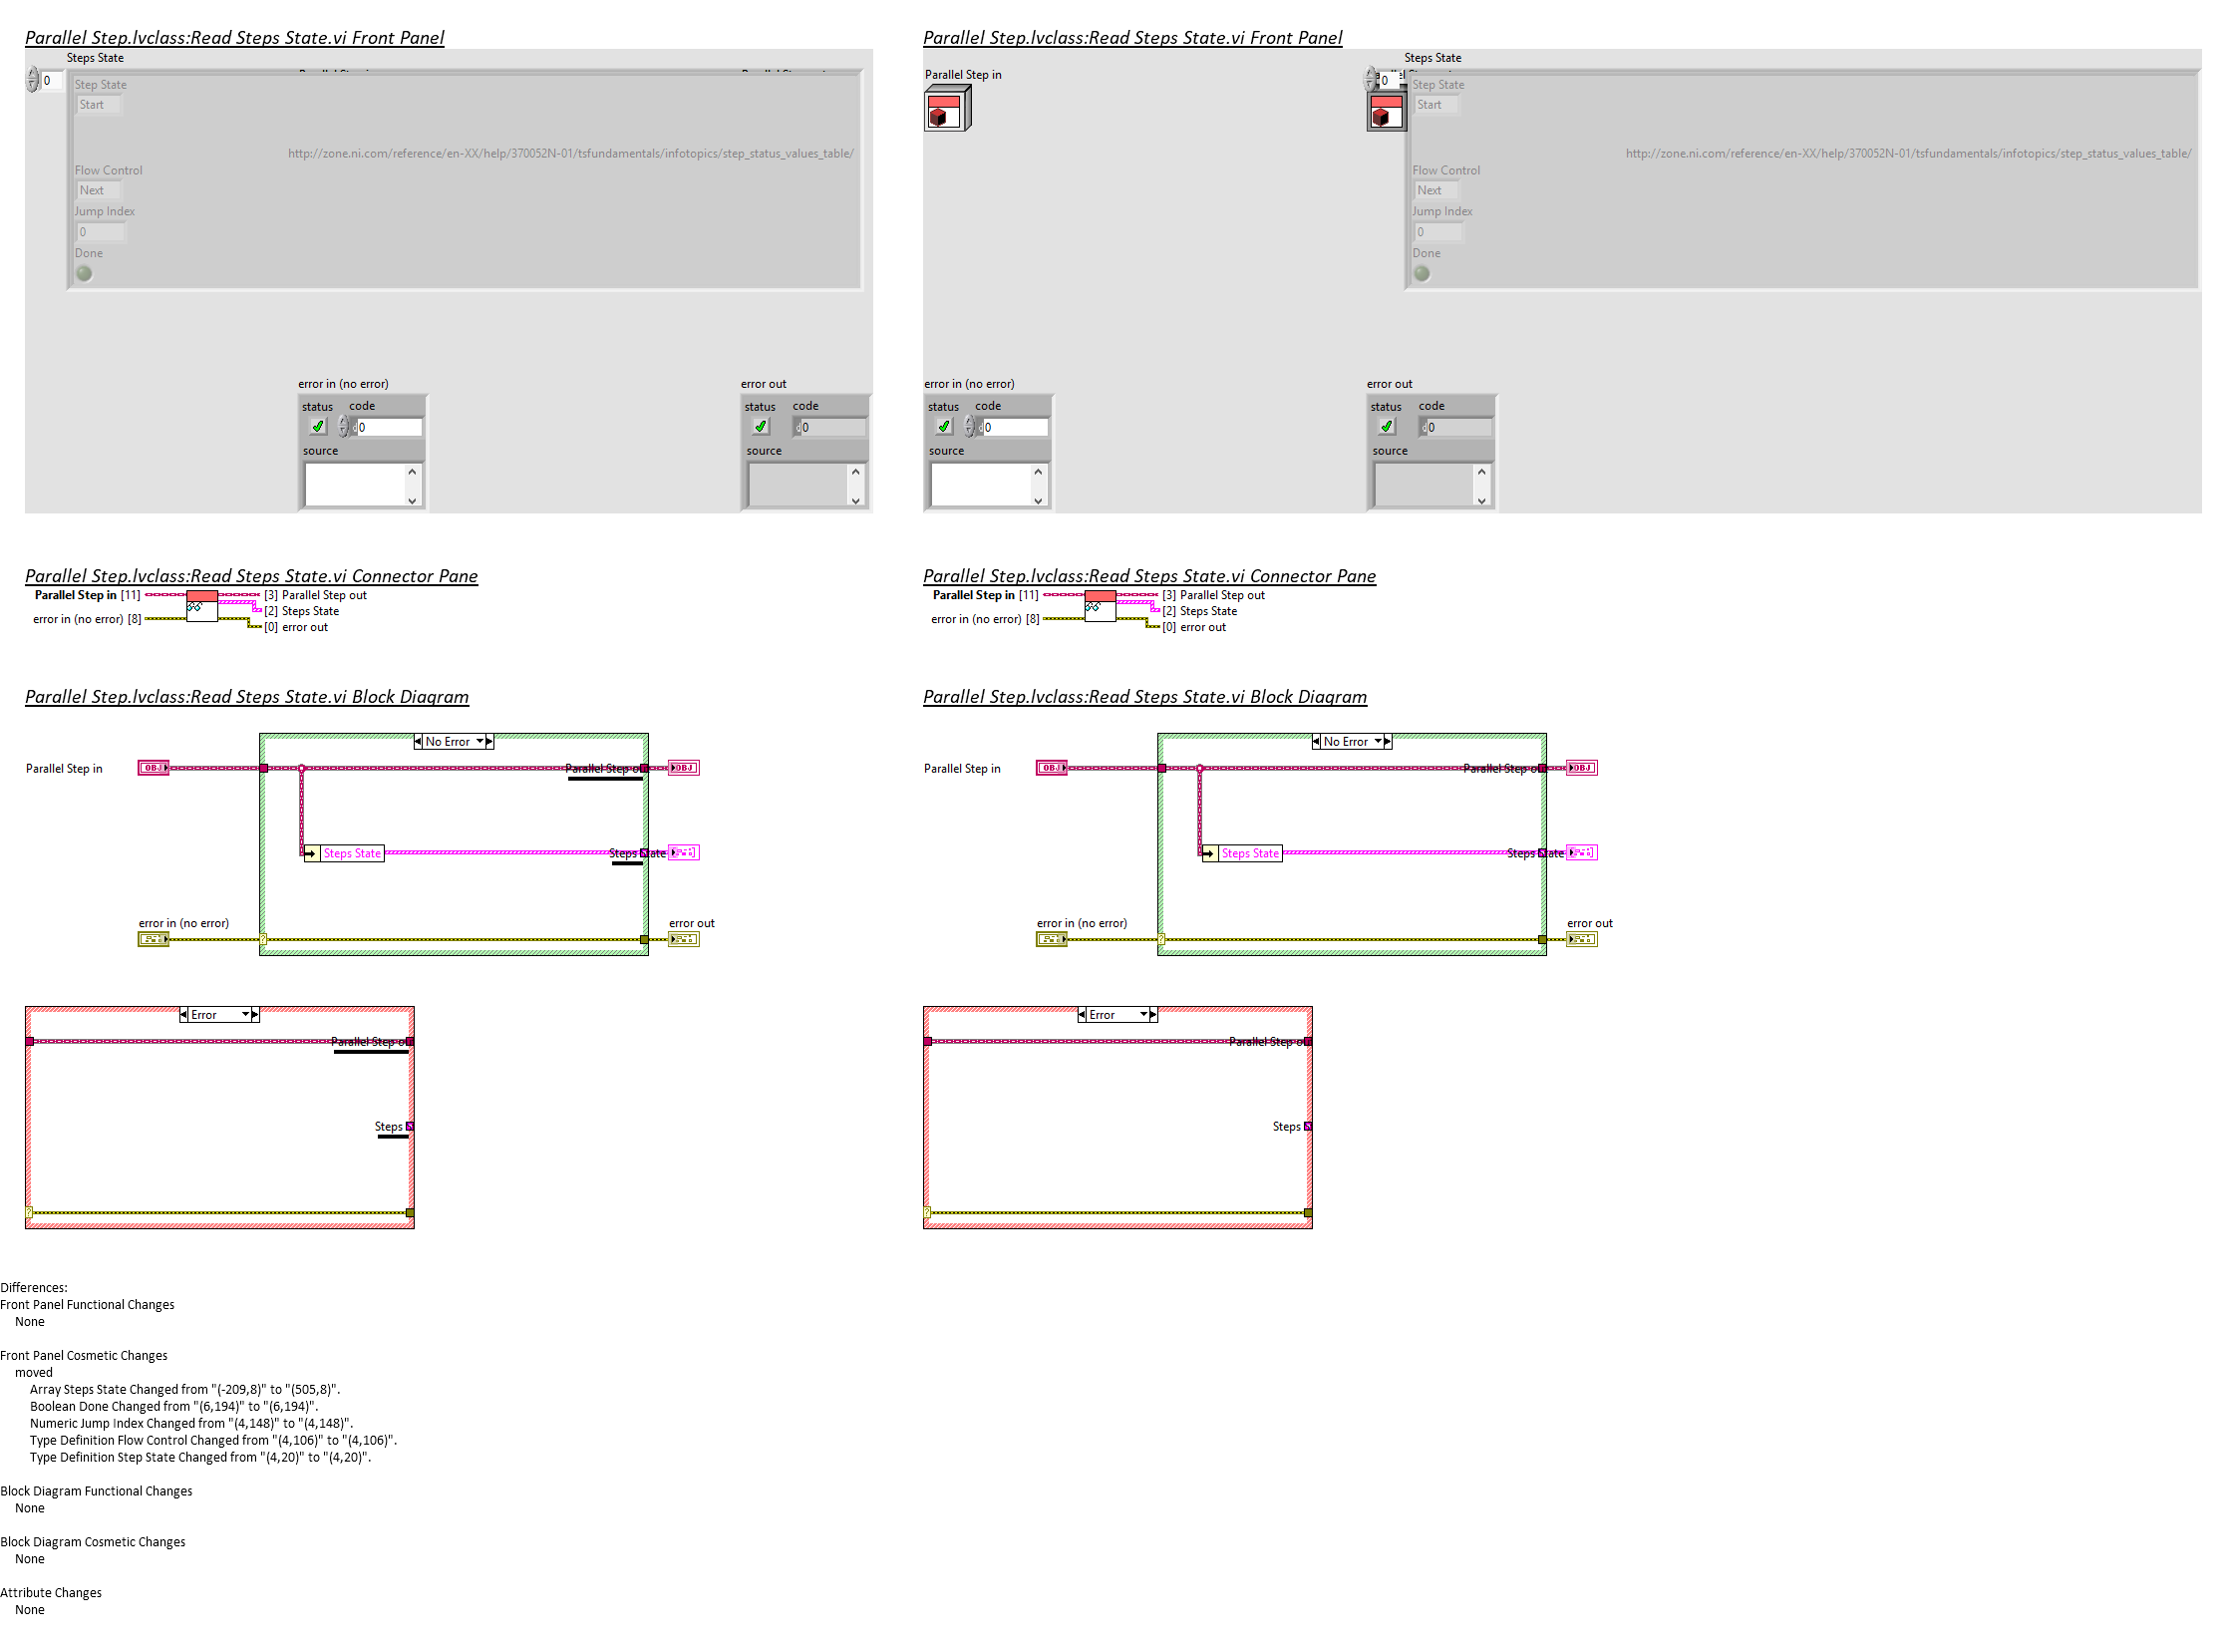 Parallel Step.lvclass:Read Steps State.vi Front Panel
Steps State
0
Step State
Start
http://zone.ni.com/reference/en-XX/help/370052N-01/tsfundamentals/infotopics/step_status_values_table/
Flow Control
Next
Jump Index
0
Done
error in (no error)
status code
0
source
error out
status code
0
source
Parallel Step.lvclass:Read Steps State.vi Front Panel
Parallel Step in
Steps State
0
Step State
Start
http://zone.ni.com/reference/en-XX/help/370052N-01/tsfundamentals/infotopics/step_status_values_table/
Flow Control
Next
Jump Index
0
Done
error in (no error)
status code
0
source
error out
status code
0
source
Parallel Step.lvclass:Read Steps State.vi Connector Pane
Parallel Step in [11]
[3] Parallel Step out
[2] Steps State
error in (no error) [8]
[0] error out
Parallel Step.lvclass:Read Steps State.vi Connector Pane
Parallel Step in [11]
[3] Parallel Step out
[2] Steps State
error in (no error) [8]
[0] error out
Parallel Step.lvclass:Read Steps State.vi Block Diagram
No Error
Parallel Step in
OBJ
Parallel Step
OBJ
Steps State
Steps State
error in (no error)
error out
Error
Parallel Step
Steps
Parallel Step.lvclass:Read Steps State.vi Block Diagram
No Error
Parallel Step in
OBJ
Parallel Step
OBJ
Steps State
Steps State
error in (no error)
error out
Error
Parallel Step
Steps
Differences:
Front Panel Functional Changes
None
Front Panel Cosmetic Changes
moved
Array Steps State Changed from "(-209,8)" to "(505,8)".
Boolean Done Changed from "(6,194)" to "(6,194)".
Numeric Jump Index Changed from "(4,148)" to "(4,148)".
Type Definition Flow Control Changed from "(4,106)" to "(4,106)".
Type Definition Step State Changed from "(4,20)" to "(4,20)".
Block Diagram Functional Changes
None
Block Diagram Cosmetic Changes
None
Attribute Changes
None